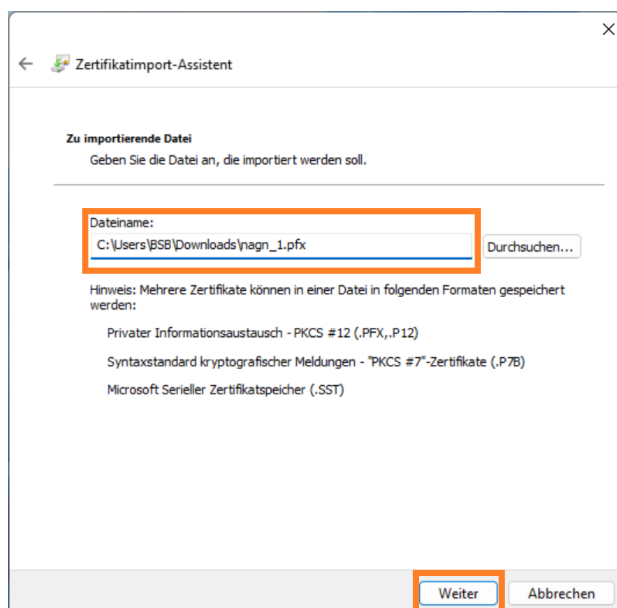 Zertifikatimport-Assistent
Zu importierende Datei
Geben Sie die Datei an, die importiert werden soll.
Dateiname:
C:\Users\BSB\Downloads\nagn_1.pfx
Durchsuchen...
Hinweis: Mehrere Zertifikate können in einer Datei in folgenden Formaten gespeichert
werden:
Privater Informationsaustausch - PKCS #12 (.PFX,.P12)
Syntaxstandard kryptografischer Meldungen - "PKCS #7"-Zertifikate (.P7B)
Microsoft Serieller Zertifikatspeicher (.SST)
Weiter
Abbrechen